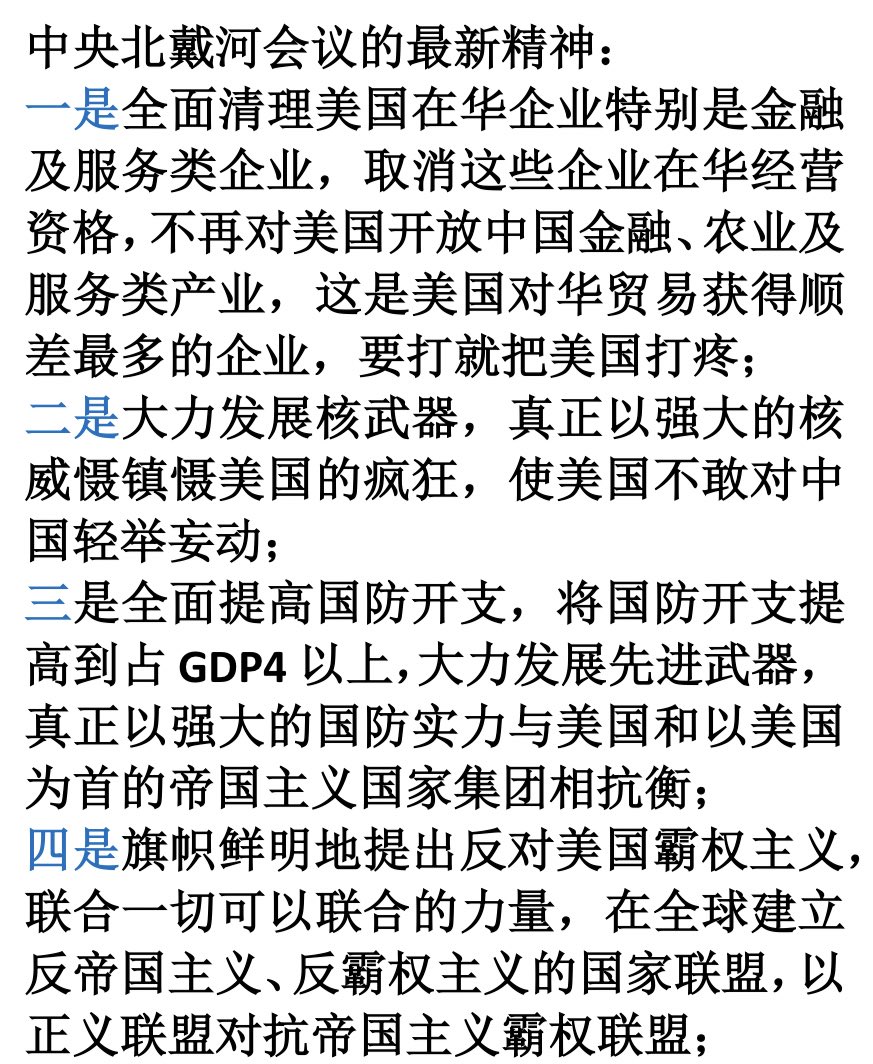 中央北戴河会议的最新精神：
一是全面清理美国在华企业特别是金融
及服务类企业，取消这些企业在华经营
资格，不再对美国开放中国金融、农业及
服务类产业，这是美国对华贸易获得顺
差最多的企业，要打就把美国打疼；
二是大力发展核武器，真正以强大的核
威慑镇慑美国的疯狂，使美国不敢对中
国轻举妄动；
三是全面提高国防开支，将国防开支提
高到占 GDP4 以上，大力发展先进武器，
真正以强大的国防实力与美国和以美国
为首的帝国主义国家集团相抗衡；
四是旗帜鲜明地提出反对美国霸权主义，
联合一切可以联合的力量，在全球建立
反帝国主义、反霸权主义的国家联盟，以
正义联盟对抗帝国主义霸权联盟；